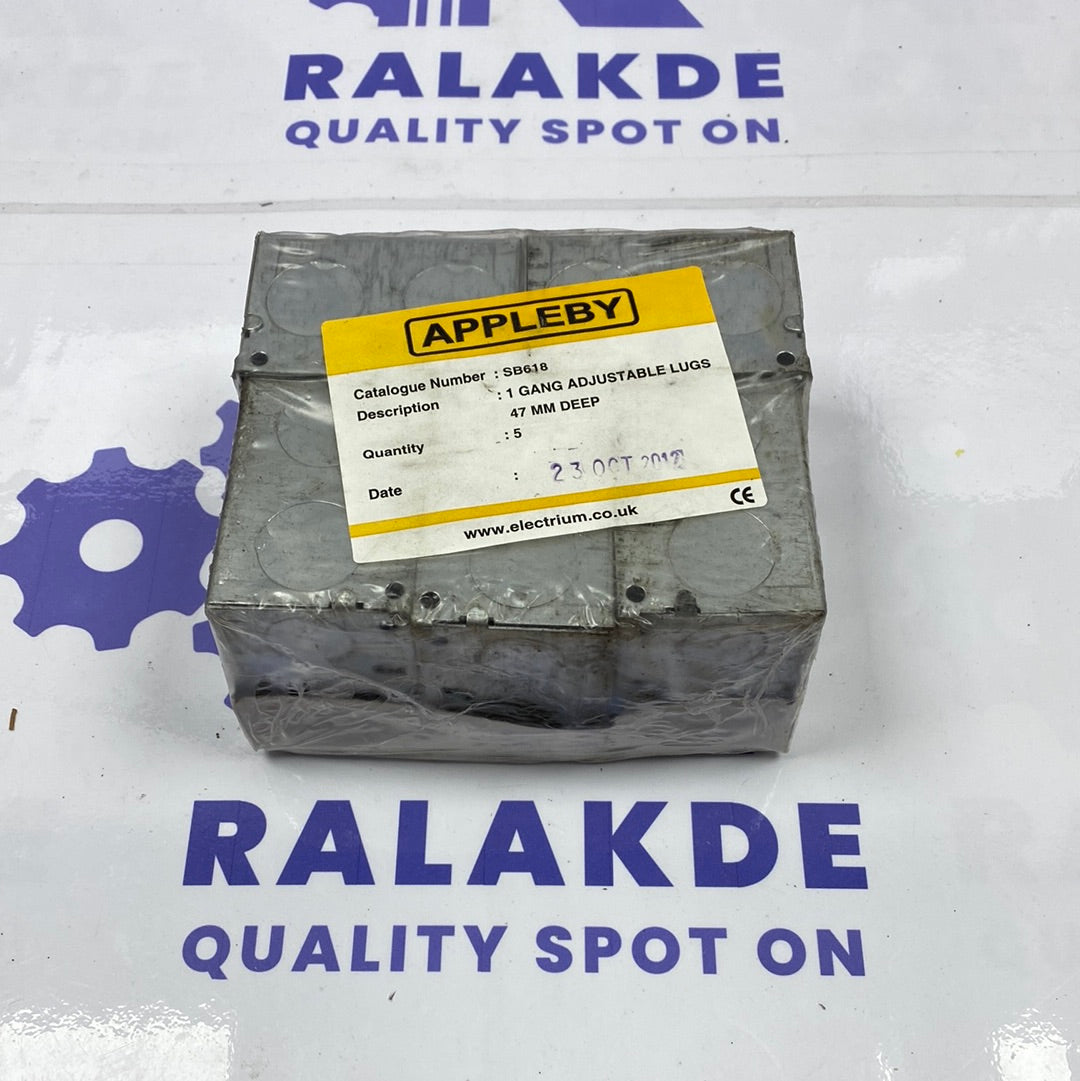 RALAKDE
QUALITY SPOT ON
APPLEBY
Catalogue Number : SB618
Description : 1 GANG ADJUSTABLE LUGS
47 MM DEEP
Quantity : 5
Date : 23 OCT 2012
www.electrium.co.uk
CE
RALAKDE
QUALITY SPOT ON